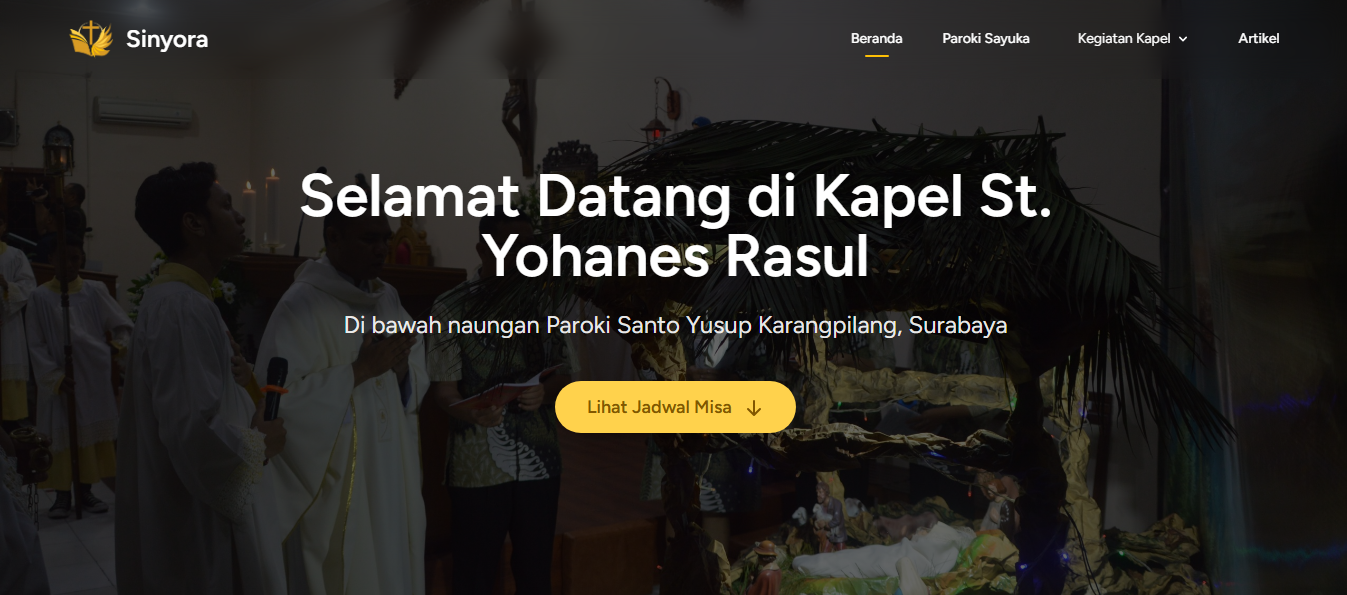 Sinyora
Beranda
Paroki Sayuka
Kegiatan Kapel
Artikel
Selamat Datang di Kapel St.
Yohanes Rasul
Di bawah naungan Paroki Santo Yusup Karangpilang, Surabaya
Lihat Jadwal Misa